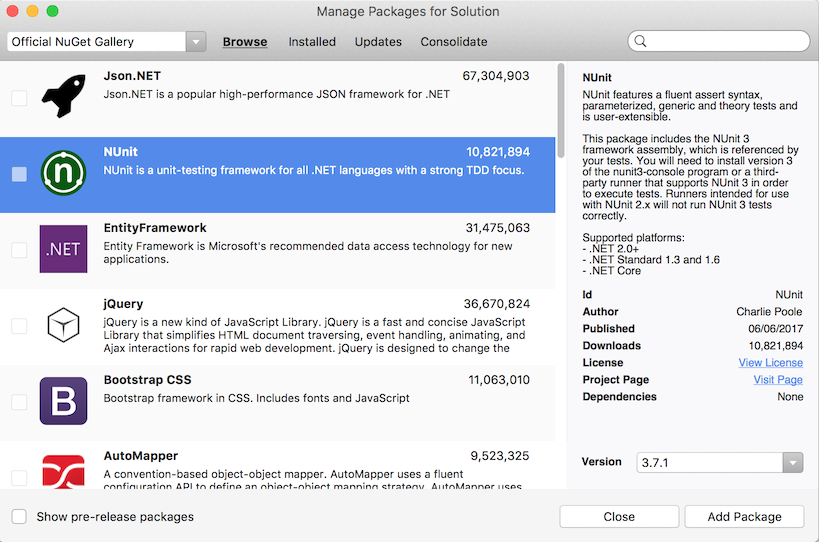 Manage Packages for Solution
Official NuGet Gallery
Browse
Installed
Updates
Consolidate
Json.NET
67,304,903
Json.NET is a popular high-performance JSON framework for .NET
n
NUnit
10,821,894
NUnit is a unit-testing framework for all .NET languages with a strong TDD focus.
.NET
EntityFramework
31,475,063
Entity Framework is Microsoft's recommended data access technology for new
applications.
jQuery
36,670,824
jQuery is a new kind of JavaScript Library. jQuery is a fast and concise JavaScript
Library that simplifies HTML document traversing, event handling, animating, and
Ajax interactions for rapid web development. jQuery is designed to change the
B
Bootstrap CSS
11,063,010
Bootstrap framework in CSS. Includes fonts and JavaScript
AutoMapper
9,523,325
A convention-based object-object mapper. AutoMapper uses a fluent
configuration API to define an object-object mapping strategy. AutoMapper uses
NUnit
NUnit features a fluent assert syntax,
parameterized, generic and theory tests and
is user-extensible.
This package includes the NUnit 3
framework assembly, which is referenced by
your tests. You will need to install version 3
of the nunit3-console program or a third-
party runner that supports NUnit 3 in order
to execute tests. Runners intended for use
with NUnit 2.x will not run NUnit 3 tests
correctly.
Supported platforms:
- .NET 2.0+
- .NET Standard 1.3 and 1.6
- .NET Core
Id NUnit
Author Charlie Poole
Published 06/06/2017
Downloads 10,821,894
License View License
Project Page Visit Page
Dependencies None
Version 3.7.1
Show pre-release packages
Close
Add Package